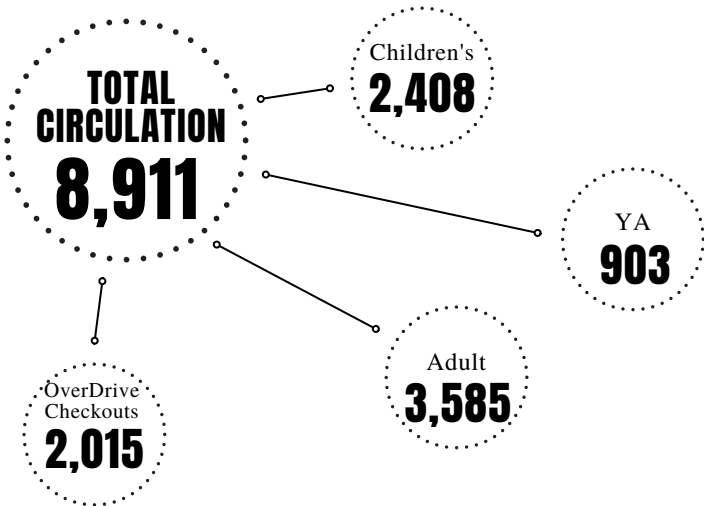 TOTAL
CIRCULATION
8,911
Children's
2,408
YA
903
Adult
3,585
OverDrive
Checkouts
2,015